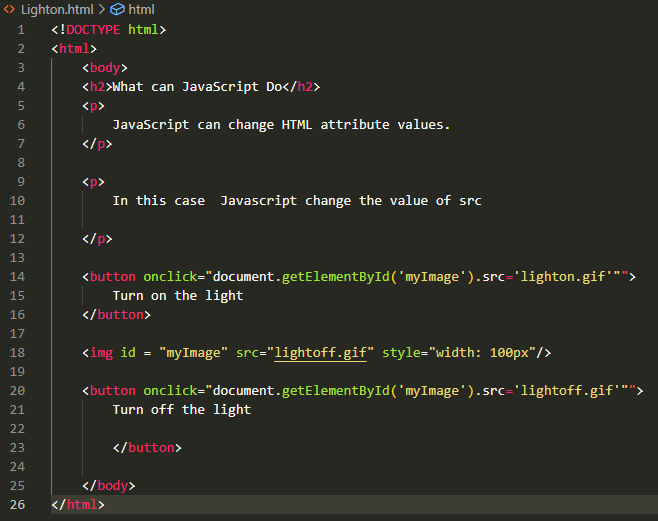 <> Lighton.html > html
1 <!DOCTYPE html>
2 <html>
3     <body>
4     <h2>What can JavaScript Do</h2>
5     <p>
6         JavaScript can change HTML attribute values.
7     </p>
8
9     <p>
10         In this case  Javascript change the value of src
11
12     </p>
13
14     <button onclick="document.getElementById('myImage').src='lighton.gif'"">
15         Turn on the light
16     </button>
17
18     <img id = "myImage" src="lightoff.gif" style="width: 100px"/>
19
20     <button onclick="document.getElementById('myImage').src='lightoff.gif'"">
21         Turn off the light
22
23         </button>
24
25     </body>
26 </html>